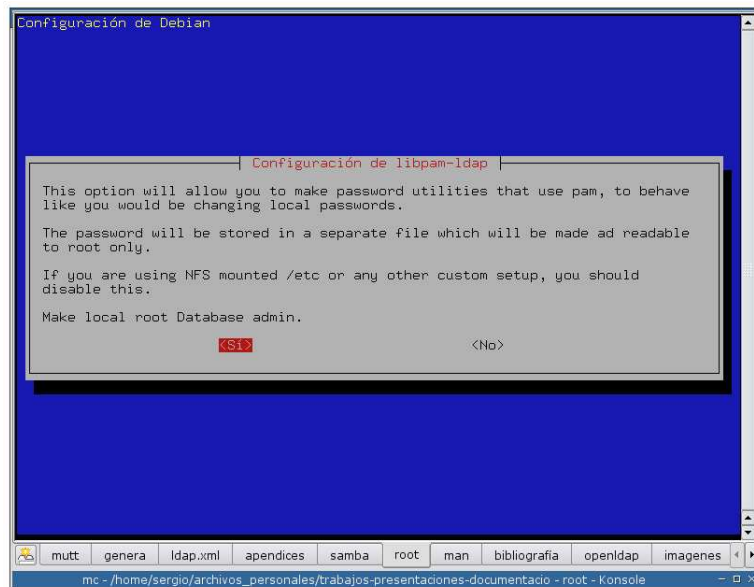 Configuración de Debian
Configuración de libpam-ldap
This option will allow you to make password utilities that use pam, to behave
like you would be changing local passwords.
The password will be stored in a separate file which will be made ad readable
to root only.
If you are using NFS mounted /etc or any other custom setup, you should
disable this.
Make local root Database admin.
<Sí> <No>
mutt genera ldap.xml apendices samba root man bibliografía openldap imagenes
mc - /home/sergio/archivos_personales/trabajos-presentaciones-documentacio - root - Konsole